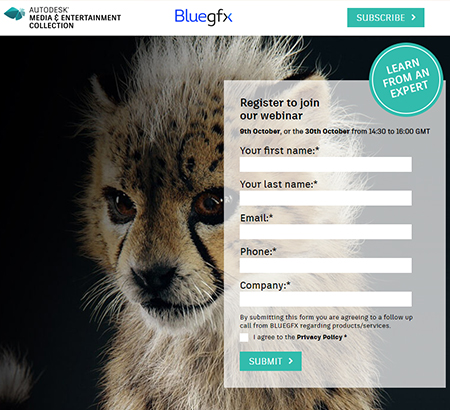 AUTODESK®
MEDIA & ENTERTAINMENT
COLLECTION
Bluegfx
SUBSCRIBE >
LEARN
FROM AN
EXPERT
Register to join
our webinar
9th October, or the 30th October from 14:30 to 16:00 GMT
Your first name:*
Your last name:*
Email:*
Phone:*
Company:*
By submitting this form you are agreeing to a follow up
call from BLUEGFX regarding products/services.
I agree to the Privacy Policy *
SUBMIT >